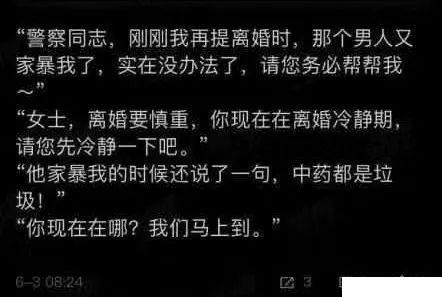 “警察同志，刚刚我再提离婚时，那个男人又
家暴我了，实在没办法了，请您务必帮帮我
～”
“女士，离婚要慎重，你现在在离婚冷静期，
请您先冷静一下吧。”
“他家暴我的时候还说了一句，中药都是垃
圾！”
“你现在在哪？我们马上到。”
6-3 08:24
3